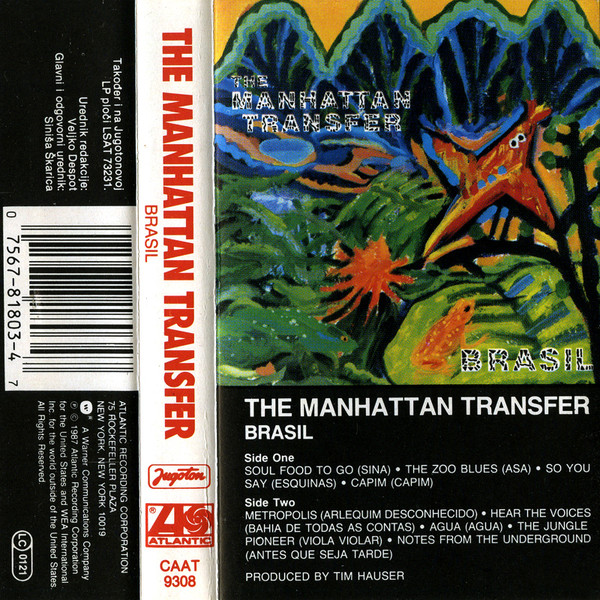 Također i na Jugotonovoj
LP ploči LSAT 73231.
Urednik redakcije:
Veljko Despot
Glavni i odgovorni urednik:
Siniša Škarica
0 7567-81803-4 7
ATLANTIC RECORDING CORPORATION
75 ROCKEFELLER PLAZA
NEW YORK, NEW YORK 10019
A Warner Communications Company
℗ © 1987 Atlantic Recording Corporation
for the United States and WEA International
Inc. for the world outside of the United States.
All Rights Reserved.
LC 0121
THE MANHATTAN TRANSFER
BRASIL
Jugoton
ATLANTIC
CAAT
9308
THE
MANHATTAN
TRANSFER
BRASIL
THE MANHATTAN TRANSFER
BRASIL
Side One
SOUL FOOD TO GO (SINA) • THE ZOO BLUES (ASA) • SO YOU
SAY (ESQUINAS) • CAPIM (CAPIM)
Side Two
METROPOLIS (ARLEQUIM DESCONHECIDO) • HEAR THE VOICES
(BAHIA DE TODAS AS CONTAS) • AGUA (AGUA) • THE JUNGLE
PIONEER (VIOLA VIOLAR) • NOTES FROM THE UNDERGROUND
(ANTES QUE SEJA TARDE)
PRODUCED BY TIM HAUSER